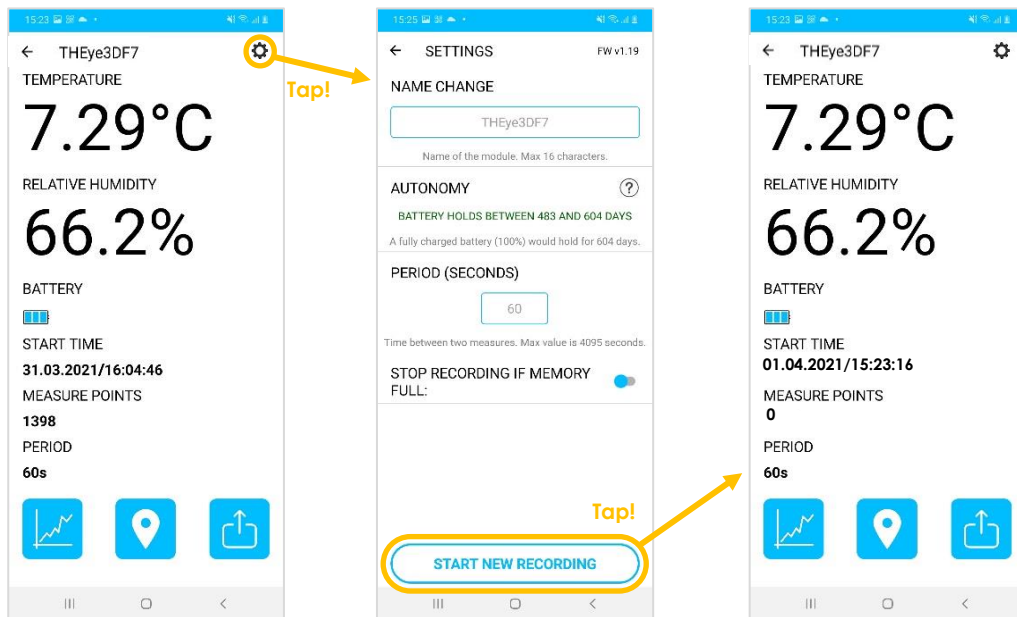 15:23
THEye3DF7
TEMPERATURE
7.29°C
RELATIVE HUMIDITY
66.2%
BATTERY
START TIME
31.03.2021/16:04:46
MEASURE POINTS
1398
PERIOD
60s
Tap!
15:25
SETTINGS
FW v1.19
NAME CHANGE
THEye3DF7
Name of the module. Max 16 characters.
AUTONOMY
?
BATTERY HOLDS BETWEEN 483 AND 604 DAYS
A fully charged battery (100%) would hold for 604 days.
PERIOD (SECONDS)
60
Time between two measures. Max value is 4095 seconds.
STOP RECORDING IF MEMORY
FULL:
Tap!
START NEW RECORDING
15:23
THEye3DF7
TEMPERATURE
7.29°C
RELATIVE HUMIDITY
66.2%
BATTERY
START TIME
01.04.2021/15:23:16
MEASURE POINTS
0
PERIOD
60s